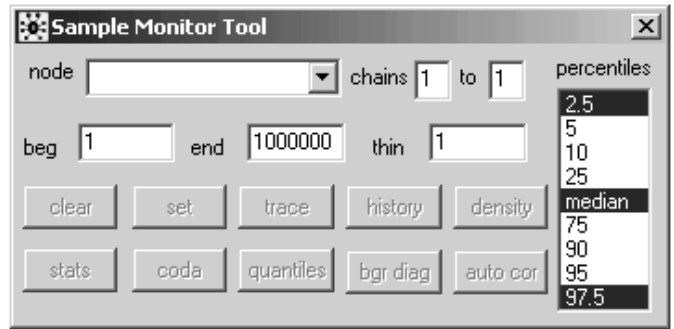 Sample Monitor Tool
node chains 1 to 1 percentiles
beg 1 end 1000000 thin 1
clear set trace history density
stats coda quantiles bgr diag auto cor
2.5
5
10
25
median
75
90
95
97.5